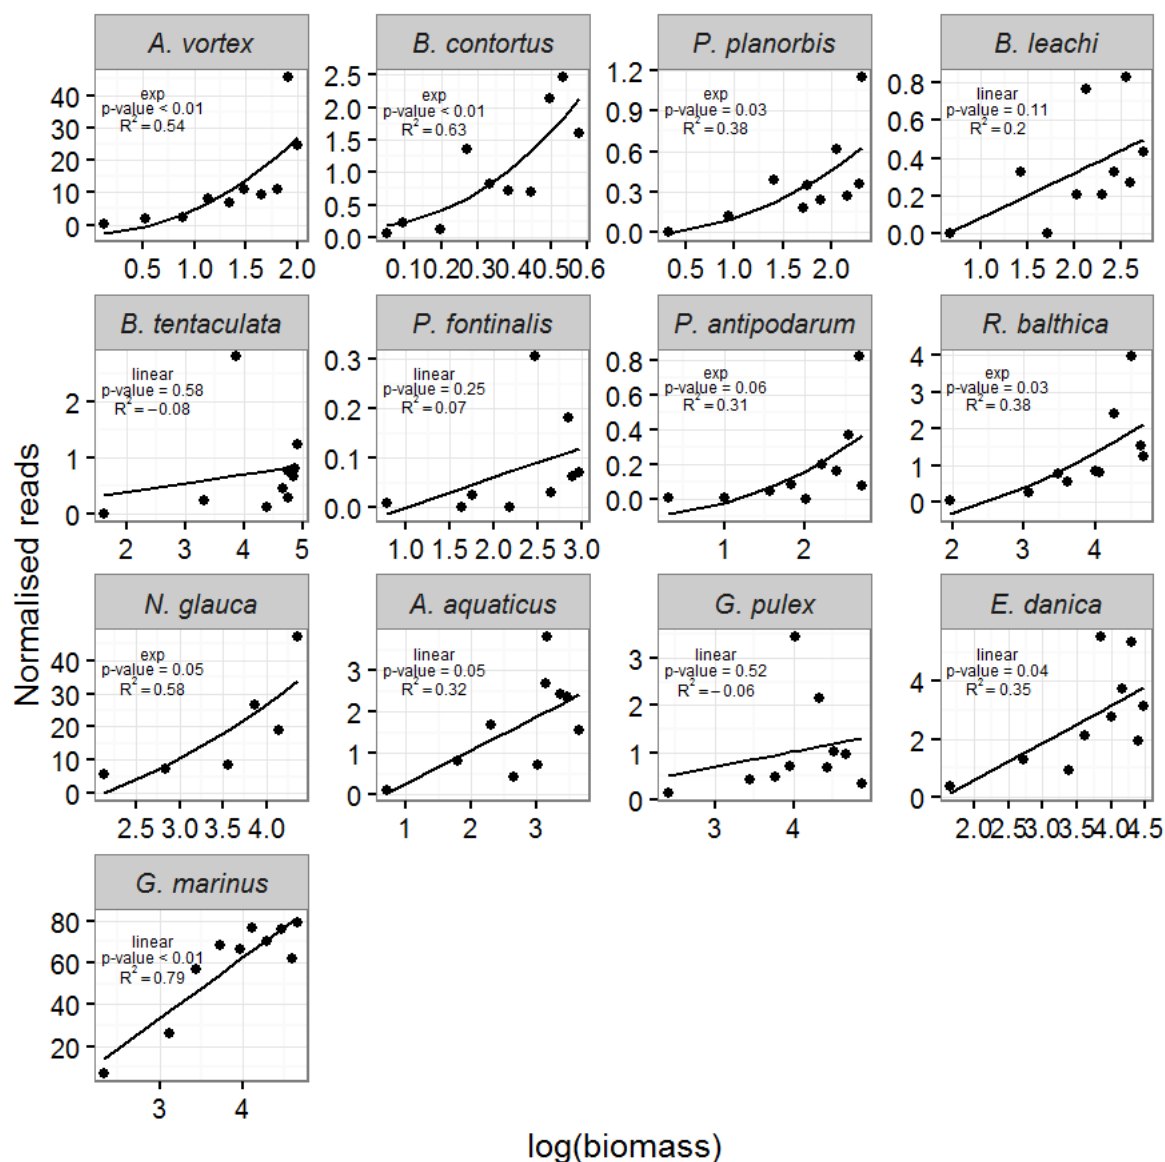 A. vortex
B. contortus
P. planorbis
B. leachi
exp
p-value < 0.01
R² = 0.54
40
30
20
10
0
0.5 1.0 1.5 2.0
exp
p-value < 0.01
R² = 0.63
2.5
2.0
1.5
1.0
0.5
0.0
0.10.20.30.40.50.6
exp
p-value = 0.03
R² = 0.38
1.2
0.9
0.6
0.3
0.0
0.5 1.0 1.5 2.0
linear
p-value = 0.11
R² = 0.2
0.8
0.6
0.4
0.2
0.0
1.0 1.5 2.0 2.5
B. tentaculata
P. fontinalis
P. antipodarum
R. balthica
linear
p-value = 0.58
R² = −0.08
2
1
0
2 3 4 5
linear
p-value = 0.25
R² = 0.07
0.3
0.2
0.1
0.0
1.0 1.5 2.0 2.5 3.0
exp
p-value = 0.06
R² = 0.31
0.8
0.6
0.4
0.2
0.0
1 2
exp
p-value = 0.03
R² = 0.38
4
3
2
1
0
2 3 4
Normalised reads
N. glauca
A. aquaticus
G. pulex
E. danica
exp
p-value = 0.05
R² = 0.58
40
30
20
10
0
2.5 3.0 3.5 4.0
linear
p-value = 0.05
R² = 0.32
3
2
1
0
1 2 3
linear
p-value = 0.52
R² = −0.06
3
2
1
0
3 4
linear
p-value = 0.04
R² = 0.35
4
2
0
2.02.53.03.54.04.5
G. marinus
linear
p-value < 0.01
R² = 0.79
80
60
40
20
3 4
log(biomass)